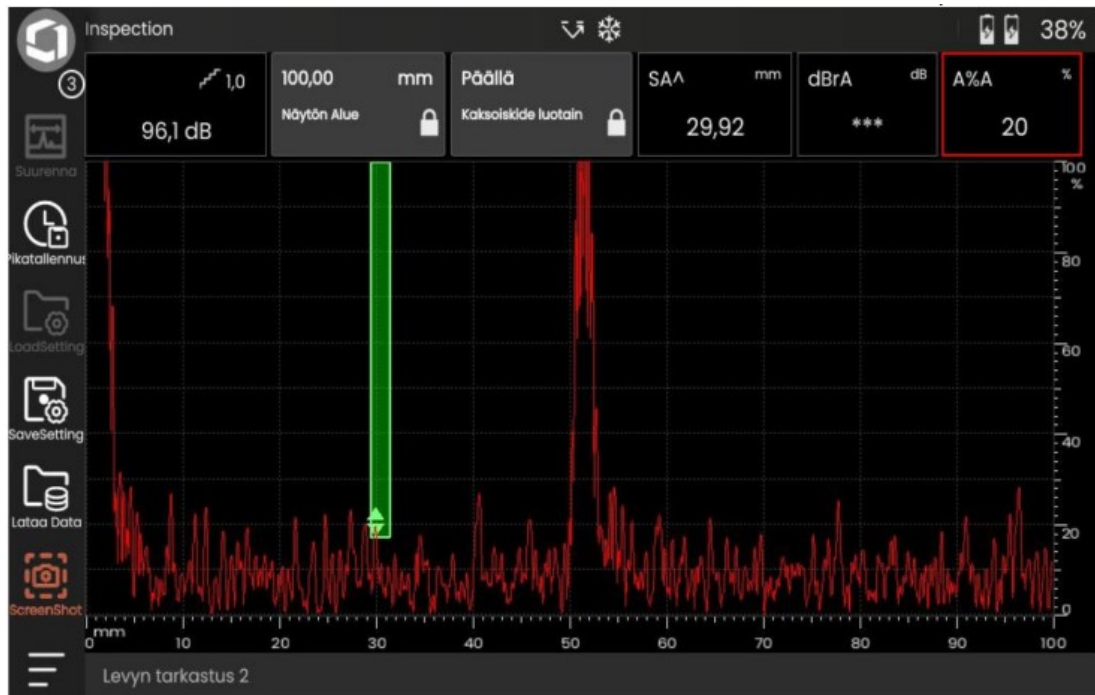 Inspection
38%
3
1,0
96,1 dB
100,00 mm
Näytön Alue
Päällä
Kaksoiskide luotain
SA^ mm
29,92
dBrA dB
***
A%A %
20
Suurenna
Pikatallennus
LoadSetting
SaveSetting
Lataa Data
ScreenShot
100
%
80
60
40
20
0
mm
0 10 20 30 40 50 60 70 80 90 100
Levyn tarkastus 2